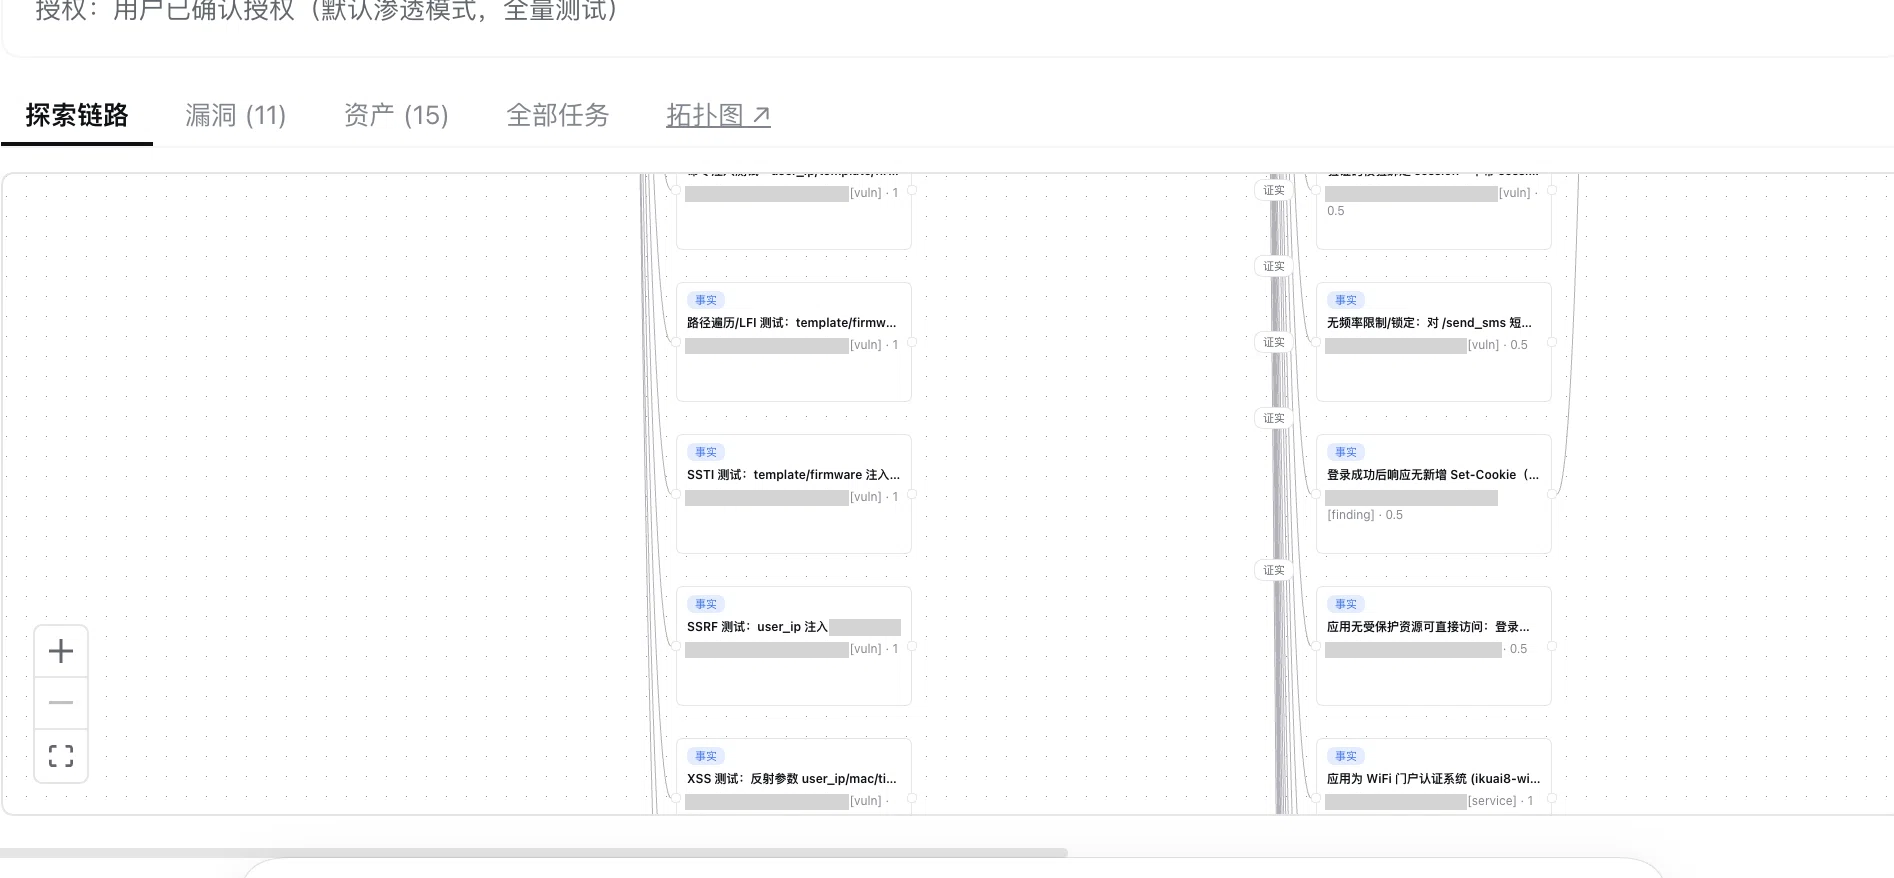 授权：用户已确认授权（默认渗透模式，全量测试）
探索链路
漏洞 (11)
资产 (15)
全部任务
拓扑图 ↗
[vuln] · 1
事实
路径遍历/LFI 测试：template/firmw...
[vuln] · 1
事实
SSTI 测试：template/firmware 注入...
[vuln] · 1
事实
SSRF 测试：user_ip 注入
[vuln] · 1
事实
XSS 测试：反射参数 user_ip/mac/ti...
[vuln] ·
证实
证实
证实
证实
证实
[vuln] ·
0.5
事实
无频率限制/锁定：对 /send_sms 短...
[vuln] · 0.5
事实
登录成功后响应无新增 Set-Cookie（...
[finding] · 0.5
事实
应用无受保护资源可直接访问：登录...
· 0.5
事实
应用为 WiFi 门户认证系统 (ikuai8-wi...
[service] · 1